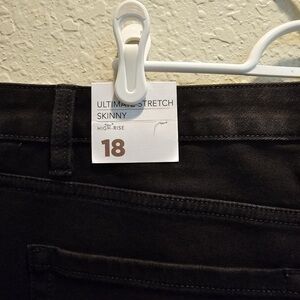 ULTIMATE STRETCH
SKINNY
HIGH-RISE
18